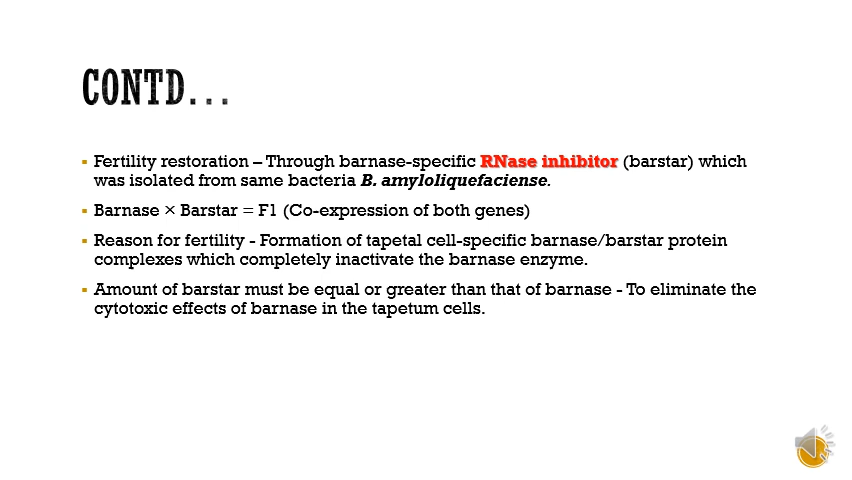 CONTD...
▪ Fertility restoration – Through barnase-specific RNase inhibitor (barstar) which
was isolated from same bacteria B. amyloliquefaciense.
▪ Barnase × Barstar = F1 (Co-expression of both genes)
▪ Reason for fertility - Formation of tapetal cell-specific barnase/barstar protein
complexes which completely inactivate the barnase enzyme.
▪ Amount of barstar must be equal or greater than that of barnase - To eliminate the
cytotoxic effects of barnase in the tapetum cells.